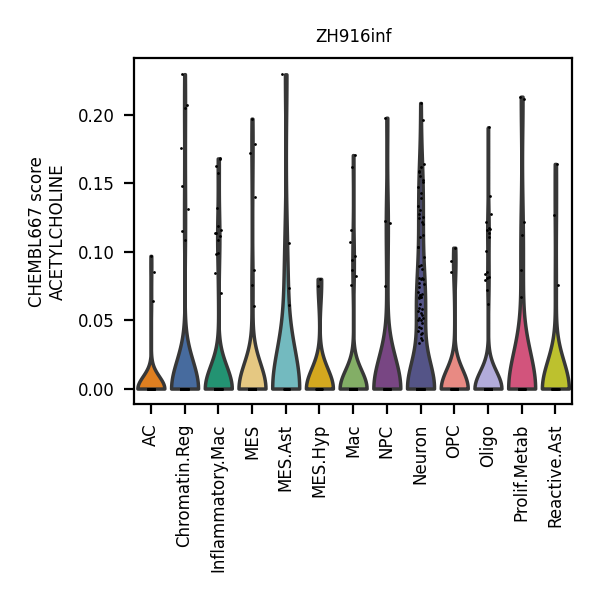 ZH916inf
CHEMBL667 score
ACETYLCHOLINE
0.20
0.15
0.10
0.05
0.00
AC
Chromatin.Reg
Inflammatory.Mac
MES
MES.Ast
MES.Hyp
Mac
NPC
Neuron
OPC
Oligo
Prolif.Metab
Reactive.Ast